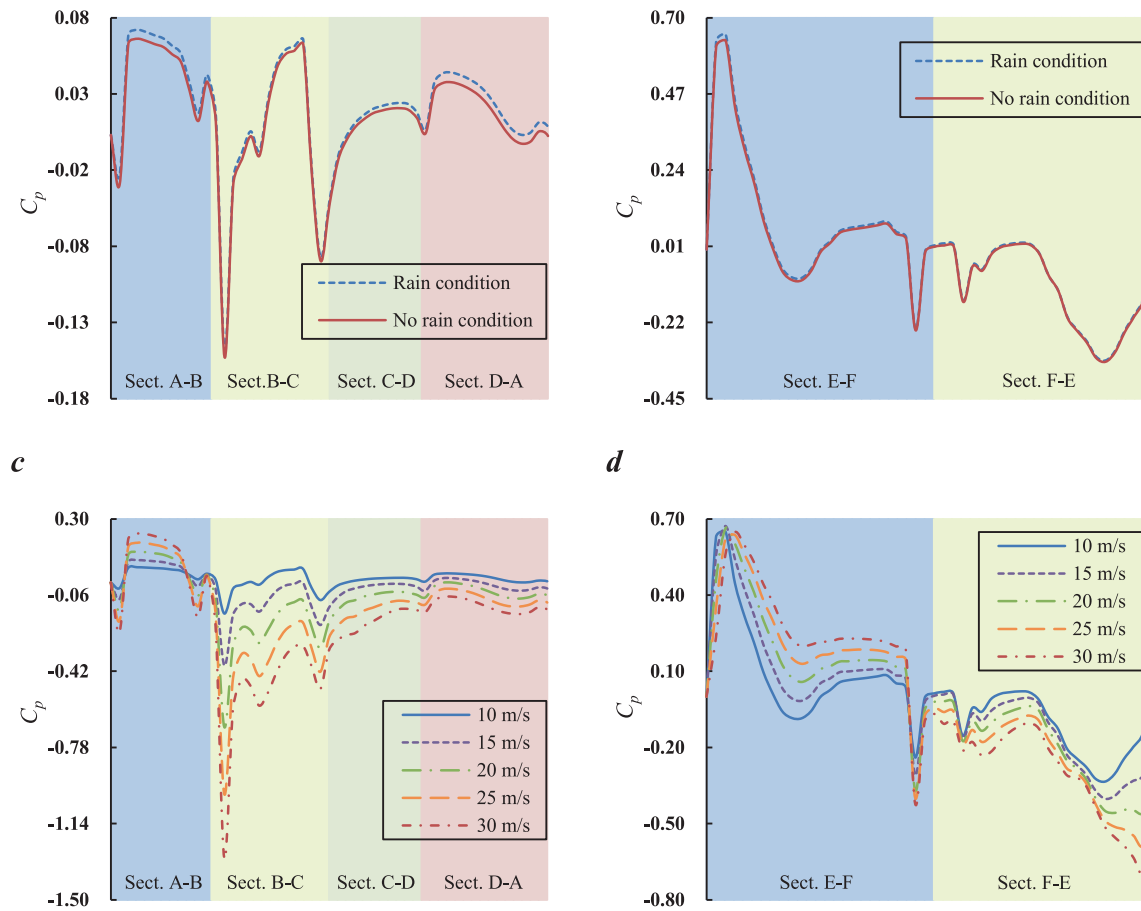 0.08
0.03
-0.02
-0.08
-0.13
-0.18
Cp
Rain condition
No rain condition
Sect. A-B
Sect.B-C
Sect. C-D
Sect. D-A
0.70
0.47
0.24
0.01
-0.22
-0.45
Cp
Rain condition
No rain condition
Sect. E-F
Sect. F-E
c
0.30
-0.06
-0.42
-0.78
-1.14
-1.50
Cp
10 m/s
15 m/s
20 m/s
25 m/s
30 m/s
Sect. A-B
Sect. B-C
Sect. C-D
Sect. D-A
d
0.70
0.40
0.10
-0.20
-0.50
-0.80
Cp
10 m/s
15 m/s
20 m/s
25 m/s
30 m/s
Sect. E-F
Sect. F-E